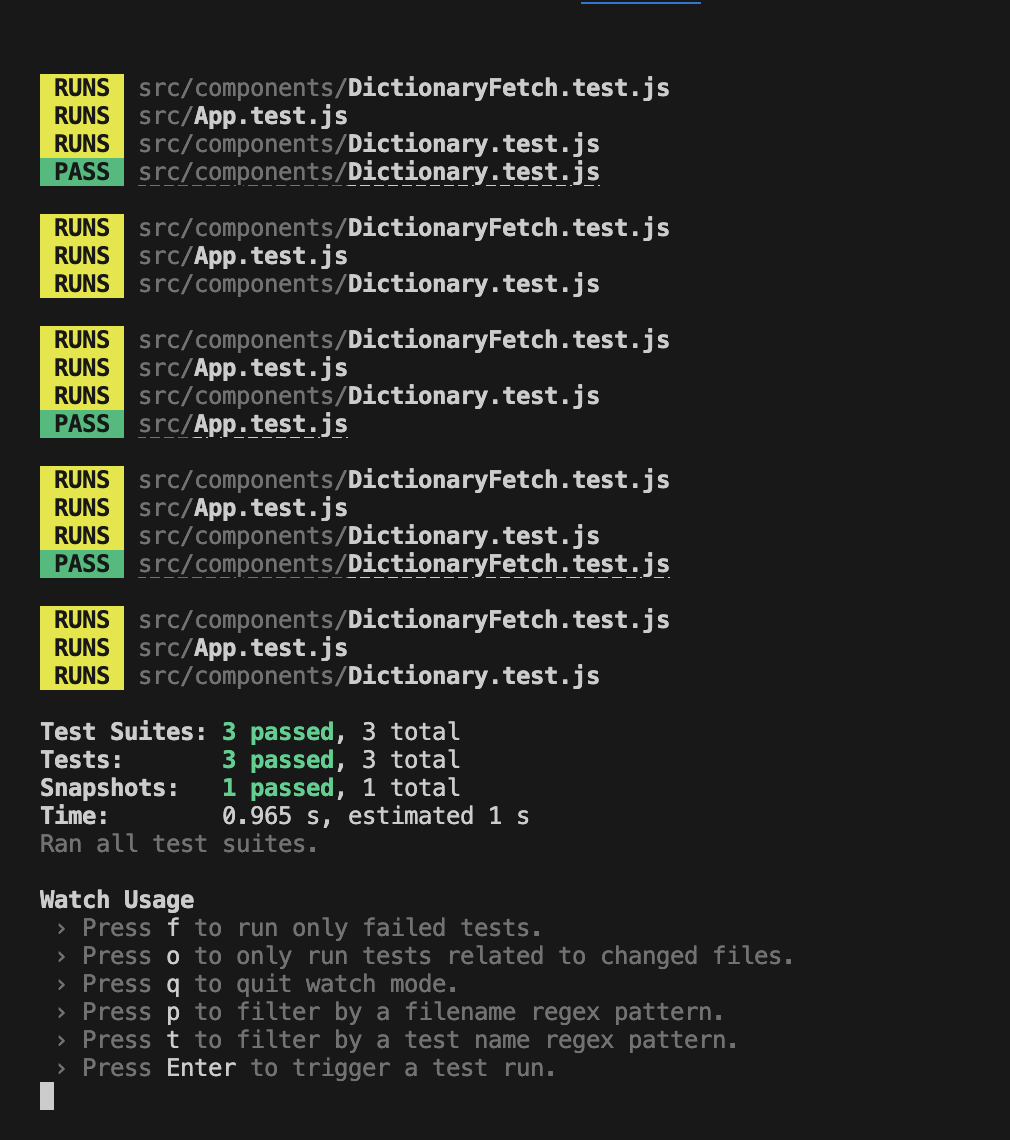 RUNS src/components/DictionaryFetch.test.js
RUNS src/App.test.js
RUNS src/components/Dictionary.test.js
PASS src/components/Dictionary.test.js
RUNS src/components/DictionaryFetch.test.js
RUNS src/App.test.js
RUNS src/components/Dictionary.test.js
RUNS src/components/DictionaryFetch.test.js
RUNS src/App.test.js
RUNS src/components/Dictionary.test.js
PASS src/App.test.js
RUNS src/components/DictionaryFetch.test.js
RUNS src/App.test.js
RUNS src/components/Dictionary.test.js
PASS src/components/DictionaryFetch.test.js
RUNS src/components/DictionaryFetch.test.js
RUNS src/App.test.js
RUNS src/components/Dictionary.test.js
Test Suites: 3 passed, 3 total
Tests: 3 passed, 3 total
Snapshots: 1 passed, 1 total
Time: 0.965 s, estimated 1 s
Ran all test suites.
Watch Usage
› Press f to run only failed tests.
› Press o to only run tests related to changed files.
› Press q to quit watch mode.
› Press p to filter by a filename regex pattern.
› Press t to filter by a test name regex pattern.
› Press Enter to trigger a test run.